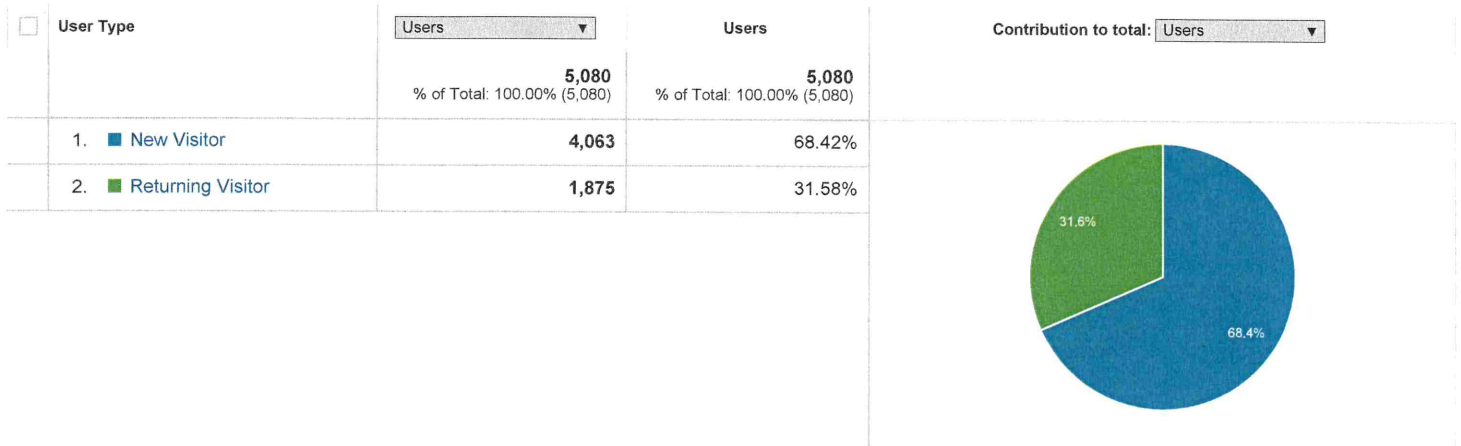 User Type
Users
Users
Contribution to total: Users
5,080
% of Total: 100.00% (5,080)
5,080
% of Total: 100.00% (5,080)
1. New Visitor 4,063 68.42%
2. Returning Visitor 1,875 31.58%
31.6%
68.4%